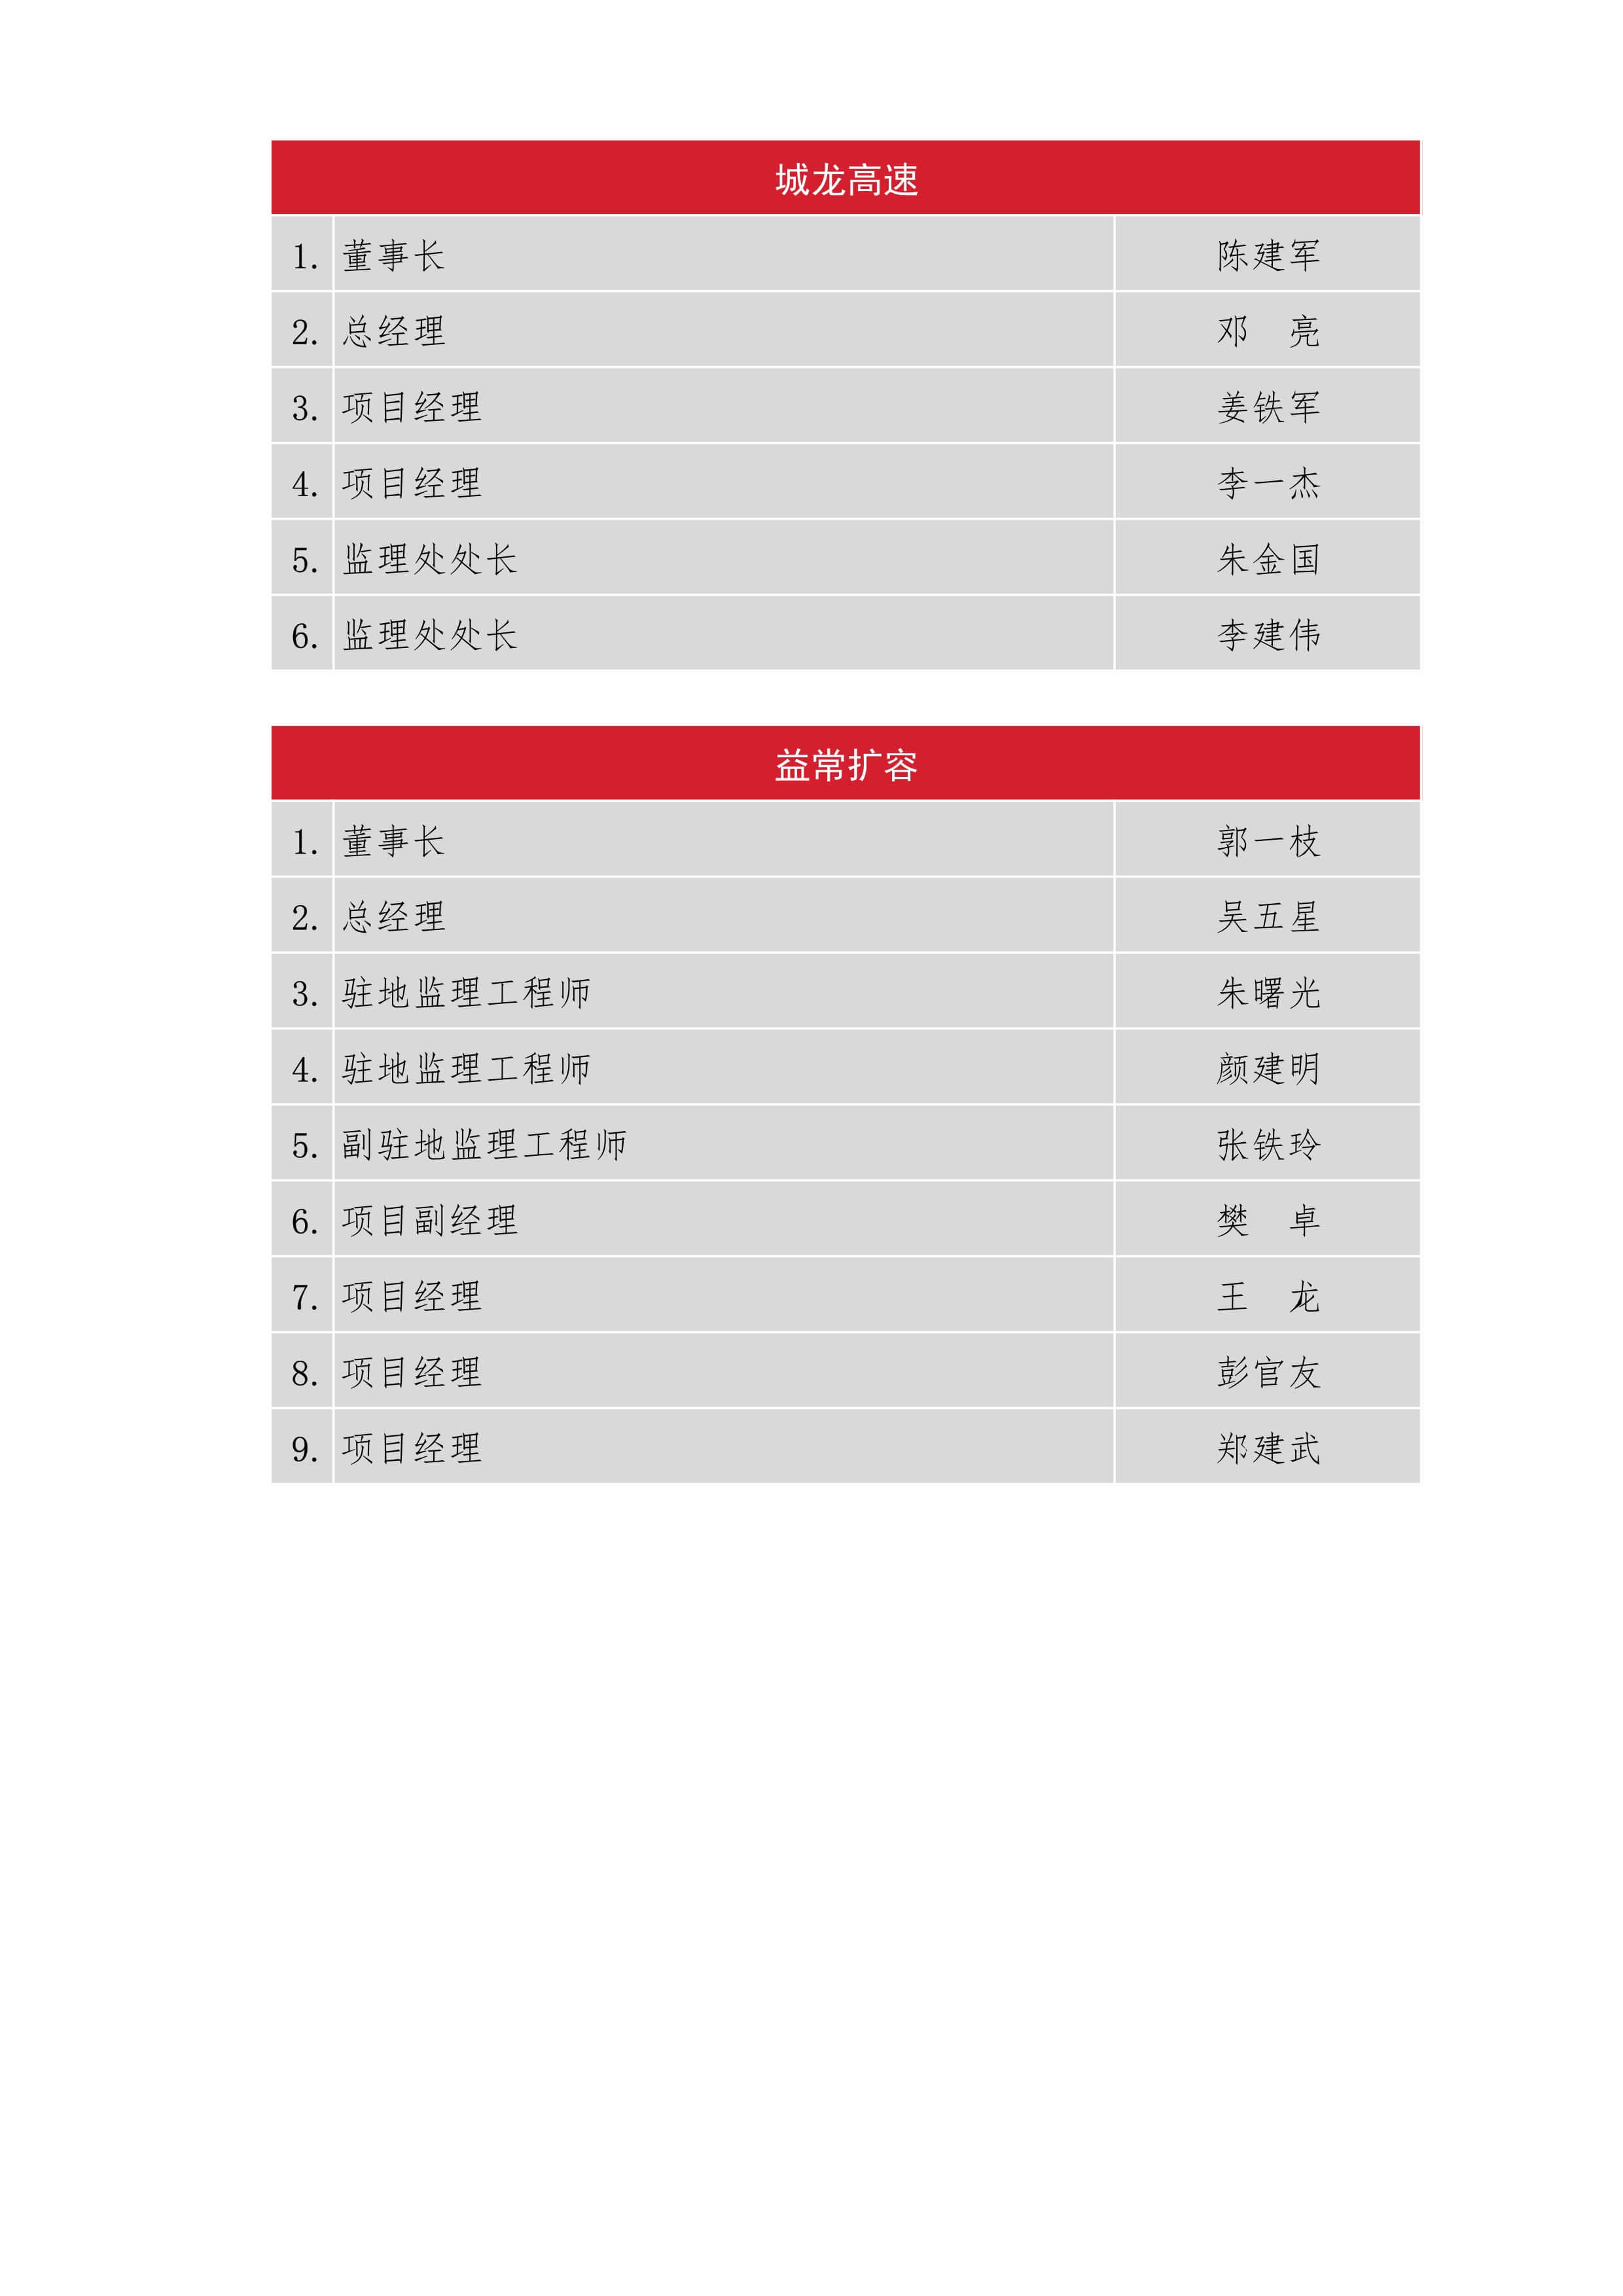 城龙高速
1. 董事长 陈建军
2. 总经理 邓　亮
3. 项目经理 姜铁军
4. 项目经理 李一杰
5. 监理处处长 朱金国
6. 监理处处长 李建伟
益常扩容
1. 董事长 郭一枝
2. 总经理 吴五星
3. 驻地监理工程师 朱曙光
4. 驻地监理工程师 颜建明
5. 副驻地监理工程师 张铁玲
6. 项目副经理 樊　卓
7. 项目经理 王　龙
8. 项目经理 彭官友
9. 项目经理 郑建武